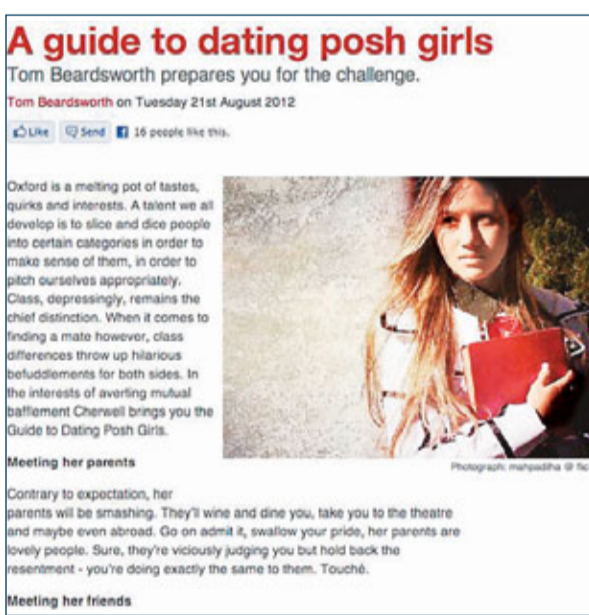 A guide to dating posh girls
Tom Beardsworth prepares you for the challenge.
Tom Beardsworth on Tuesday 21st August 2012
Like Send 16 people like this.
Oxford is a melting pot of tastes,
quirks and interests. A talent we all
develop is to slice and dice people
into certain categories in order to
make sense of them, in order to
pitch ourselves appropriately.
Class, depressingly, remains the
chief distinction. When it comes to
finding a mate however, class
differences throw up hilarious
befuddlements for both sides. In
the interests of averting mutual
bafflement Cherwell brings you the
Guide to Dating Posh Girls.
Photograph: @ flic
Meeting her parents
Contrary to expectation, her
parents will be smashing. They'll wine and dine you, take you to the theatre
and maybe even abroad. Go on admit it, swallow your pride, her parents are
lovely people. Sure, they're viciously judging you but hold back the
resentment - you're doing exactly the same to them. Touché.
Meeting her friends